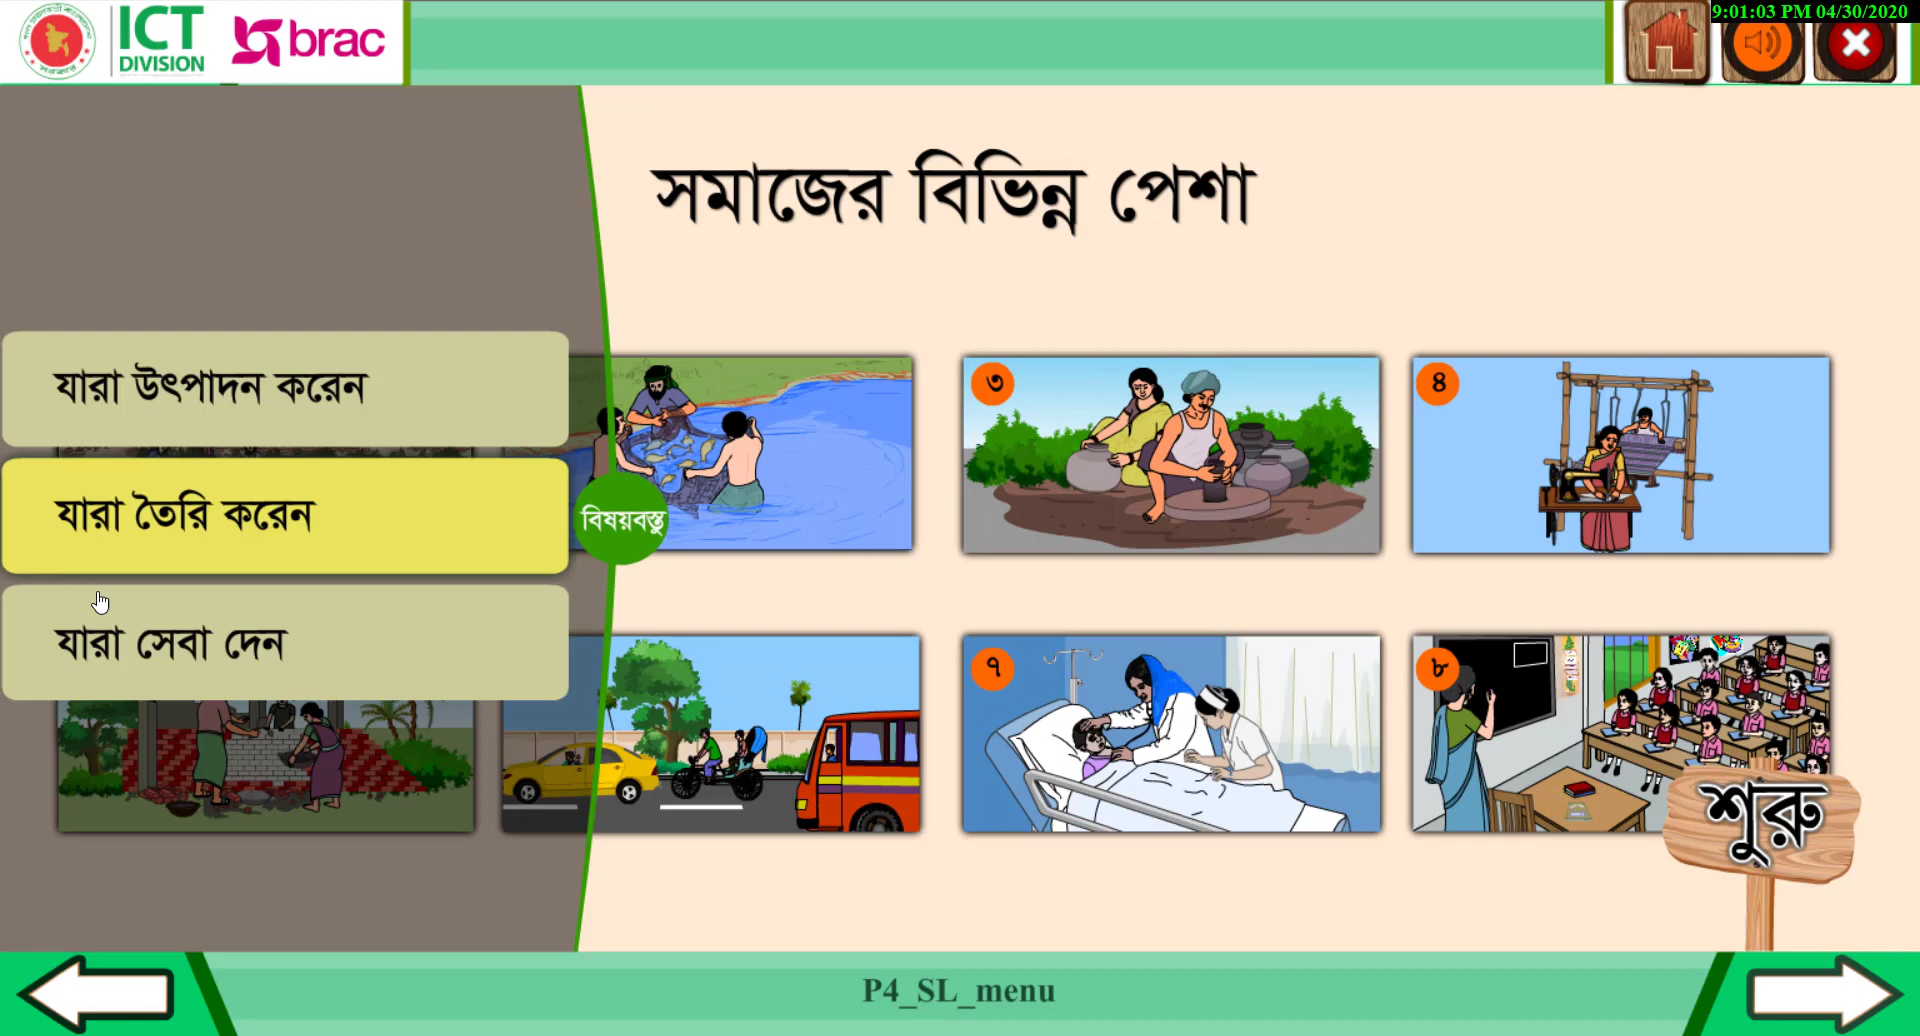 ICT
DIVISION
brac
9:01:03 PM 04/30/2020
সমাজের বিভিন্ন পেশা
যারা উৎপাদন করেন
যারা তৈরি করেন
যারা সেবা দেন
বিষয়বস্তু
৩
৪
৭
৮
শুরু
P4_SL_menu